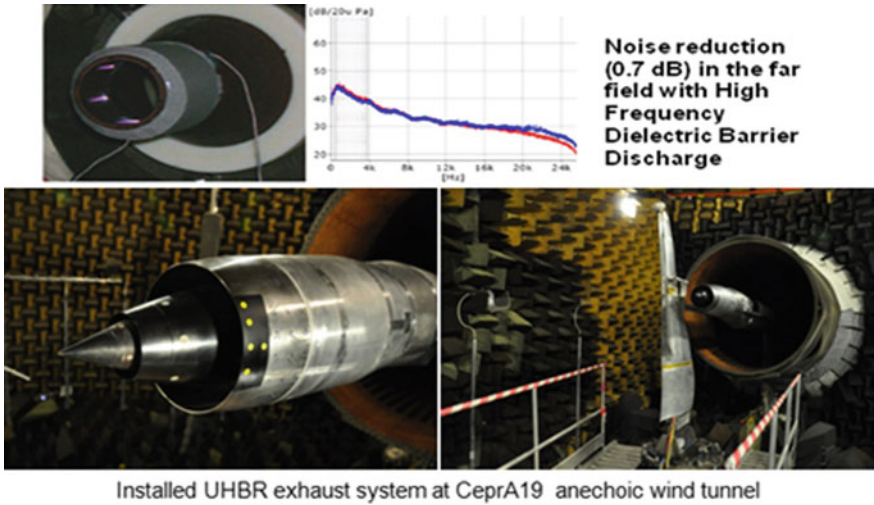 [dB/20u Pa]
60
50
40
30
20
0 4k 8k 12k 16k 20k 24k
[Hz]
Noise reduction
(0.7 dB) in the far
field with High
Frequency
Dielectric Barrier
Discharge
Installed UHBR exhaust system at CeprA19 anechoic wind tunnel